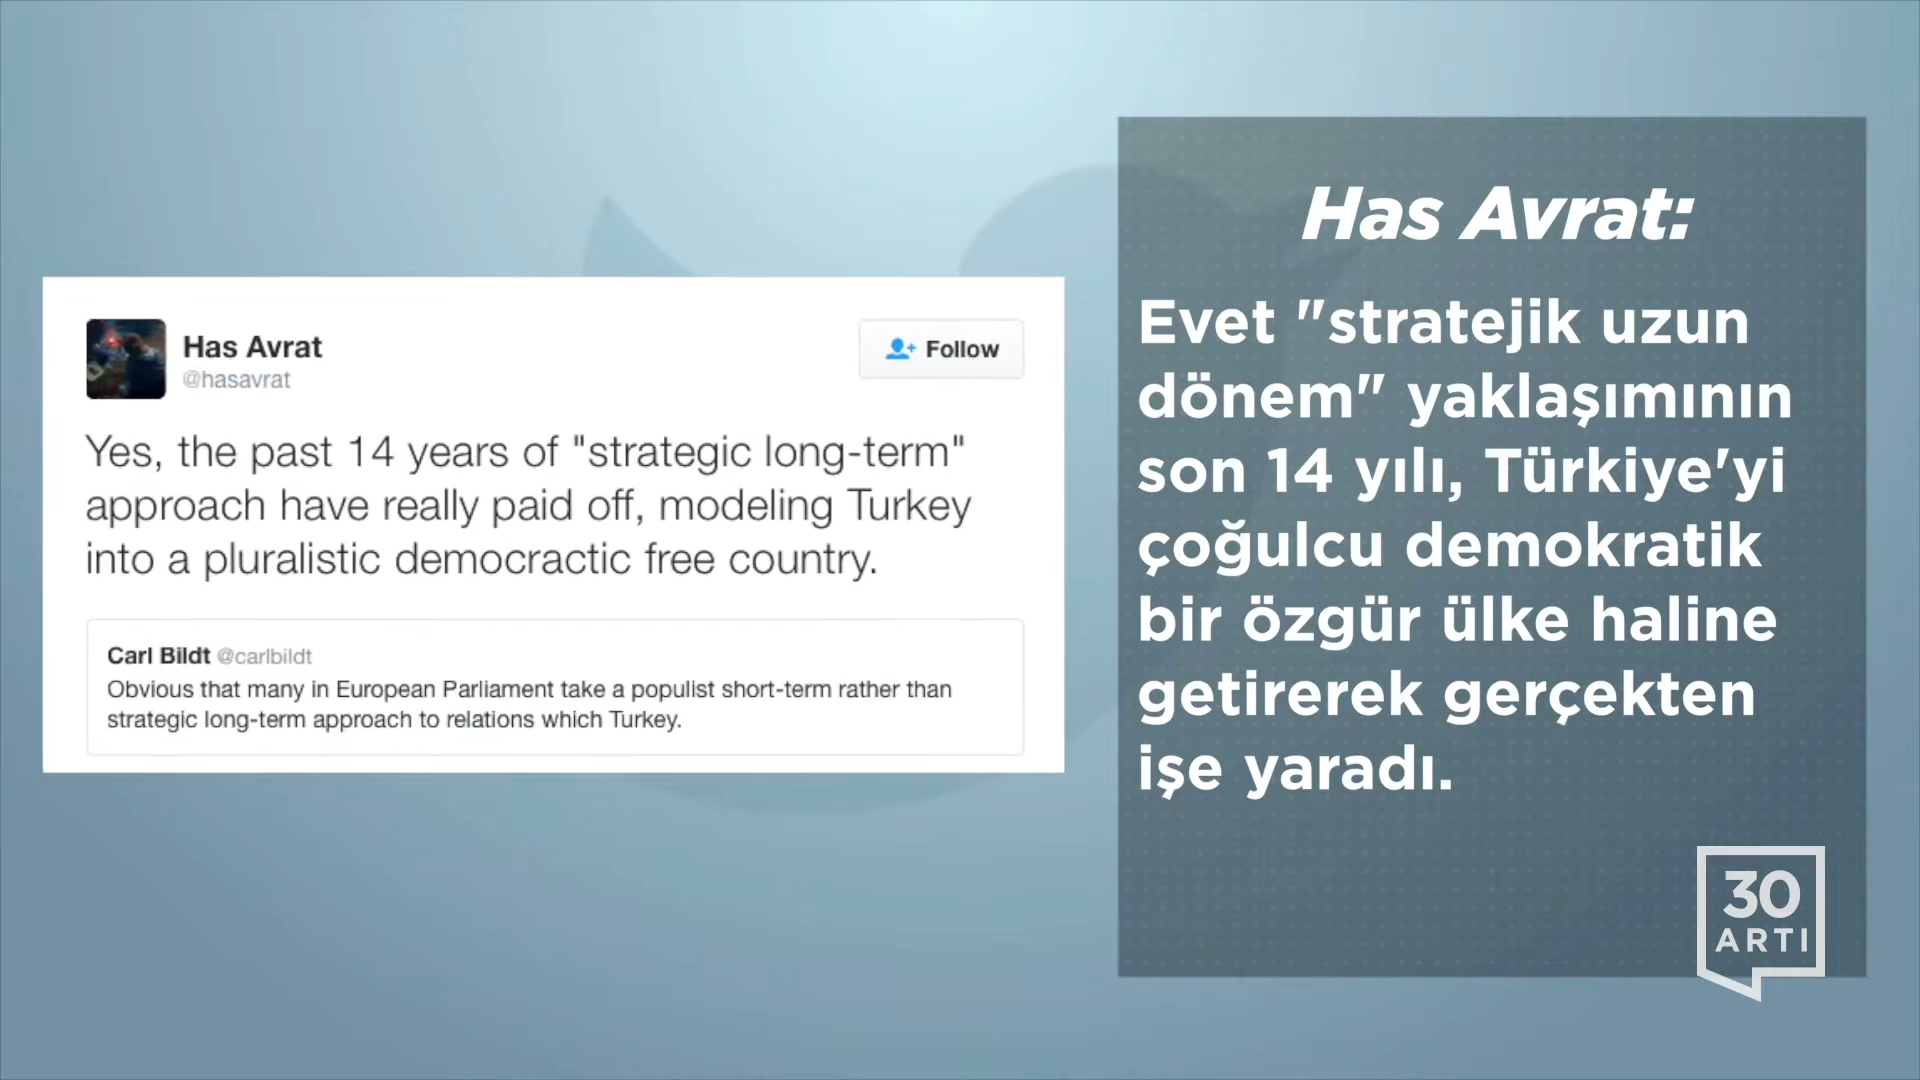 Has Avrat
@hasavrat
Follow
Yes, the past 14 years of "strategic long-term"
approach have really paid off, modeling Turkey
into a pluralistic democractic free country.
Carl Bildt @carlbildt
Obvious that many in European Parliament take a populist short-term rather than
strategic long-term approach to relations which Turkey.
Has Avrat:
Evet "stratejik uzun
dönem" yaklaşımının
son 14 yılı, Türkiye'yi
çoğulcu demokratik
bir özgür ülke haline
getirerek gerçekten
işe yaradı.
30
ARTI